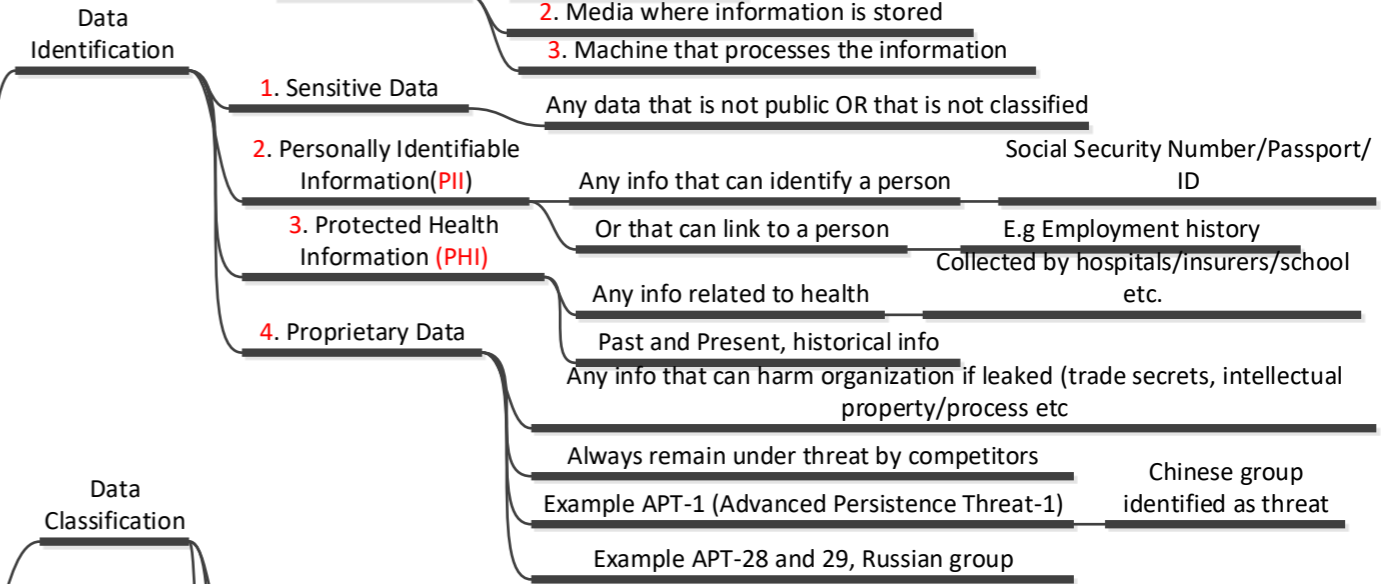 Data
Identification
2. Media where information is stored
3. Machine that processes the information
1. Sensitive Data
Any data that is not public OR that is not classified
2. Personally Identifiable
Information(PII)
Any info that can identify a person
Social Security Number/Passport/
ID
Or that can link to a person
E.g Employment history
3. Protected Health
Information (PHI)
Any info related to health
Collected by hospitals/insurers/school
etc.
Past and Present, historical info
4. Proprietary Data
Any info that can harm organization if leaked (trade secrets, intellectual
property/process etc
Always remain under threat by competitors
Example APT-1 (Advanced Persistence Threat-1)
Chinese group
identified as threat
Example APT-28 and 29, Russian group
Data
Classification